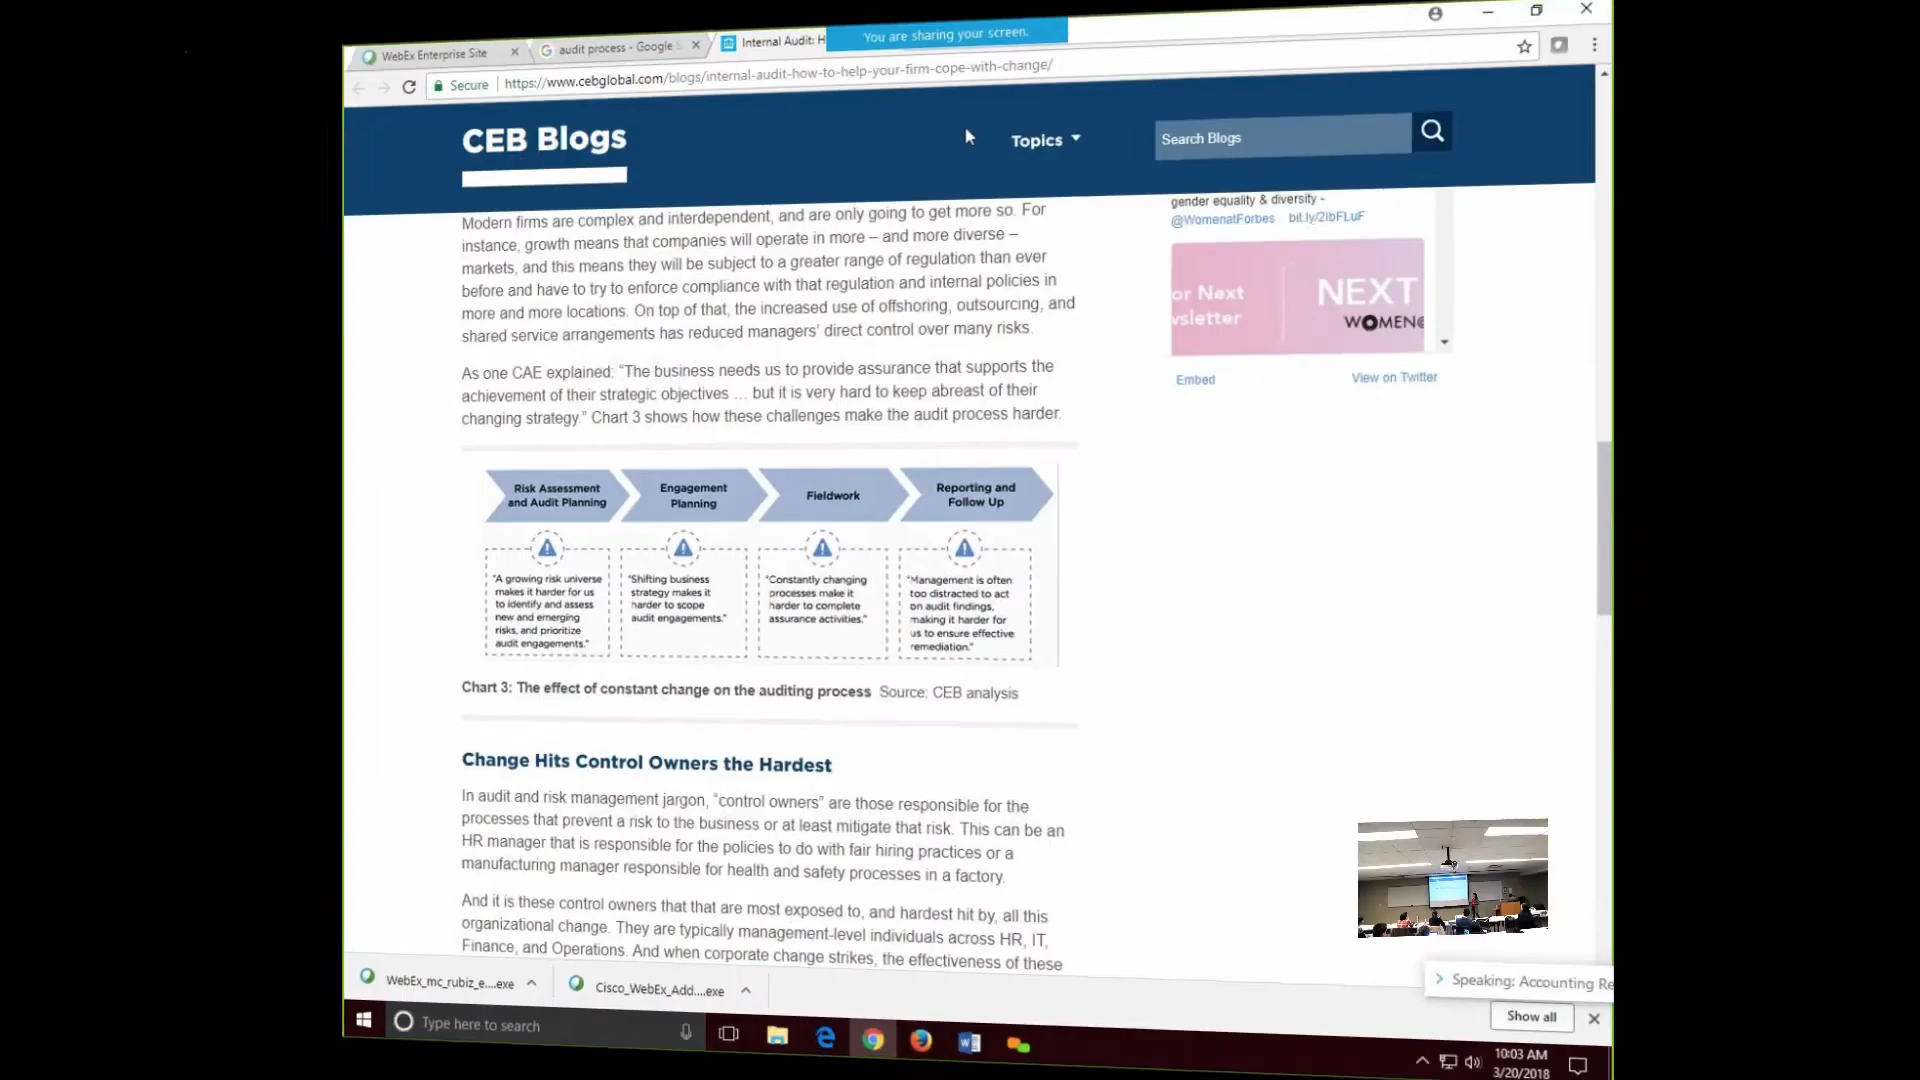 WebEx Enterprise Site
audit process - Google
Internal Audit: H
You are sharing your screen.
Secure
https://www.cebglobal.com/blogs/internal-audit-how-to-help-your-firm-cope-with-change/
CEB Blogs
Topics
Search Blogs
Modern firms are complex and interdependent, and are only going to get more so. For
instance, growth means that companies will operate in more – and more diverse –
markets, and this means they will be subject to a greater range of regulation than ever
before and have to try to enforce compliance with that regulation and internal policies in
more and more locations. On top of that, the increased use of offshoring, outsourcing, and
shared service arrangements has reduced managers' direct control over many risks.
As one CAE explained: “The business needs us to provide assurance that supports the
achievement of their strategic objectives … but it is very hard to keep abreast of their
changing strategy.” Chart 3 shows how these challenges make the audit process harder.
gender equality & diversity -
@WomenatForbes bit.ly/2IbFLuF
or Next
wsletter
NEXT
WOMEN@
Embed
View on Twitter
Risk Assessment
and Audit Planning
Engagement
Planning
Fieldwork
Reporting and
Follow Up
“A growing risk universe
makes it harder for us
to identify and assess
new and emerging
risks, and prioritize
audit engagements.”
“Shifting business
strategy makes it
harder to scope
audit engagements.”
“Constantly changing
processes make it
harder to complete
assurance activities.”
“Management is often
too distracted to act
on audit findings,
making it harder for
us to ensure effective
remediation.”
Chart 3: The effect of constant change on the auditing process Source: CEB analysis
Change Hits Control Owners the Hardest
In audit and risk management jargon, “control owners” are those responsible for the
processes that prevent a risk to the business or at least mitigate that risk. This can be an
HR manager that is responsible for the policies to do with fair hiring practices or a
manufacturing manager responsible for health and safety processes in a factory.
And it is these control owners that that are most exposed to, and hardest hit by, all this
organizational change. They are typically management-level individuals across HR, IT,
Finance, and Operations. And when corporate change strikes, the effectiveness of these
Speaking: Accounting Re
WebEx_mc_rubiz_e....exe
Cisco_WebEx_Add....exe
Show all
Type here to search
10:03 AM
3/20/2018